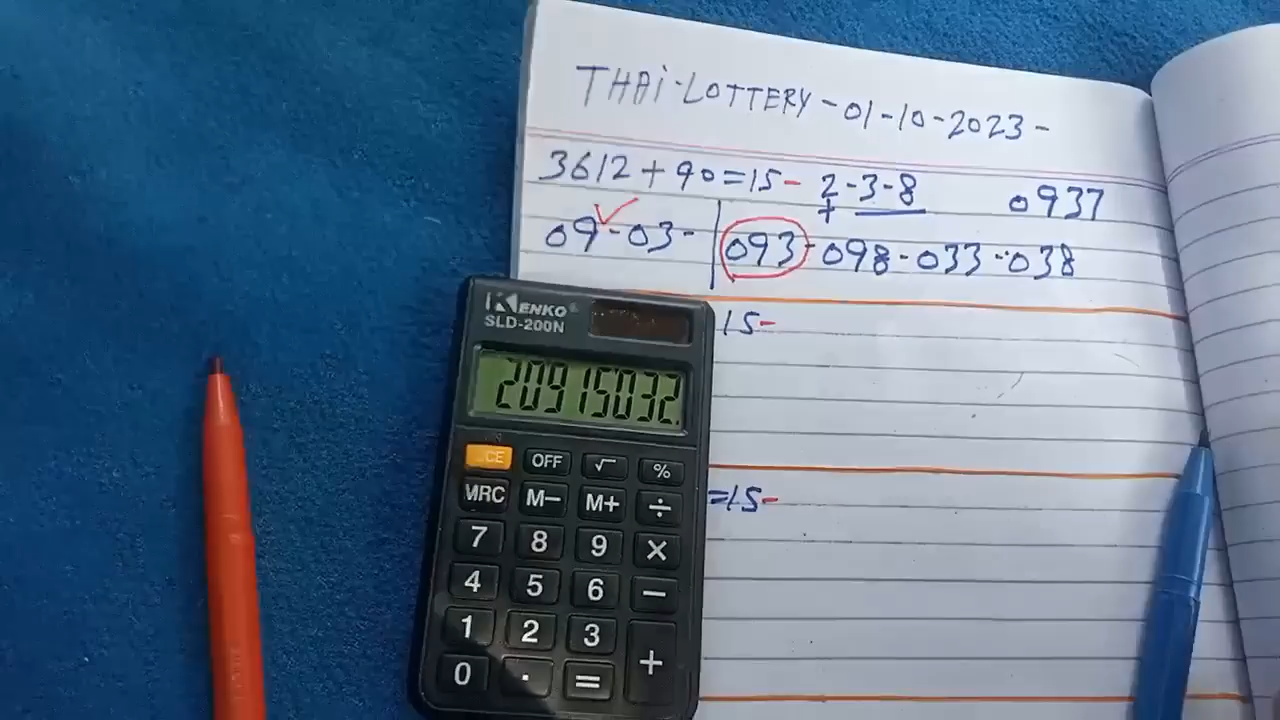 THAi-LOTTERY-01-10-2023-
3612+90=15- 2-3-8 0937
+
09-03- 093-098-033-038
15-
=15-
KENKO
SLD-200N
20915032.
CE OFF √ %
MRC M− M+ ÷
7 8 9 ×
4 5 6 −
1 2 3 +
0 . =